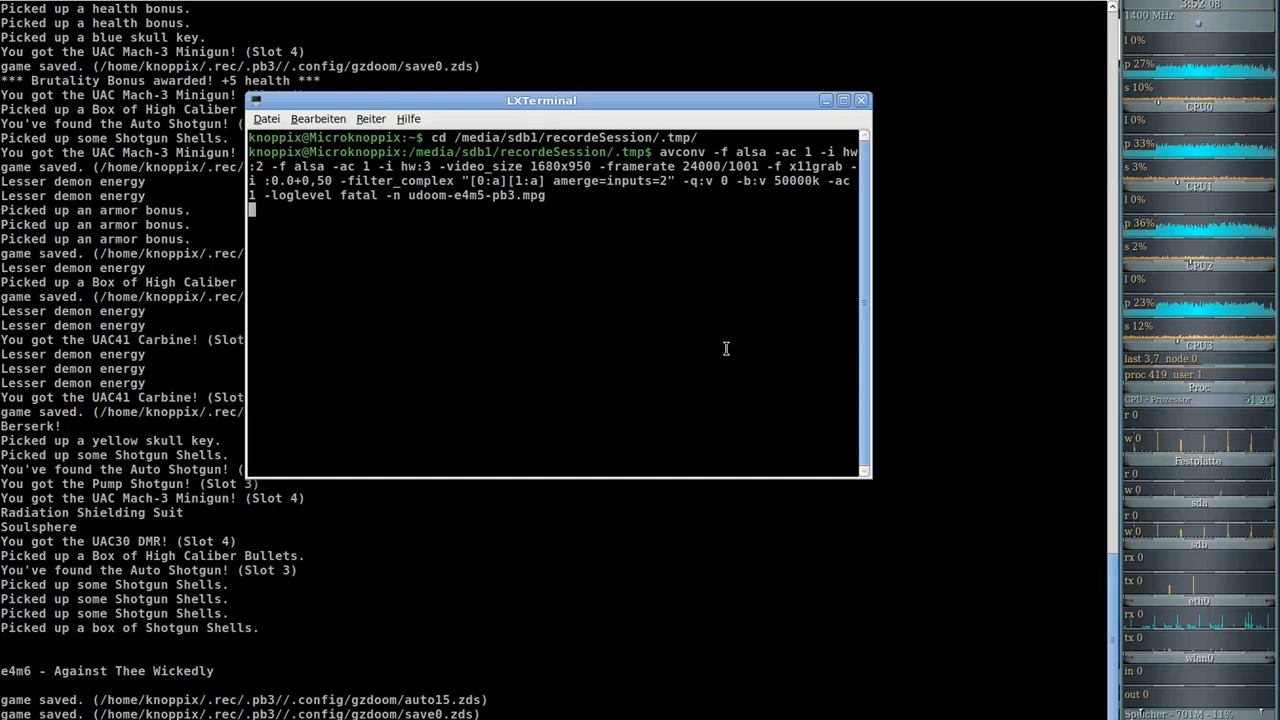 Picked up a health bonus.
Picked up a health bonus.
Picked up a blue skull key.
You got the UAC Mach-3 Minigun! (Slot 4)
game saved. (/home/knoppix/.rec/.pb3//.config/gzdoom/save0.zds)
*** Brutality Bonus awarded! +5 health ***
You got the UAC Mach-3 Minigun! (
Picked up a Box of High Caliber
You've found the Auto Shotgun! (
Picked up some Shotgun Shells.
You got the UAC Mach-3 Minigun! (
game saved. (/home/knoppix/.rec/
Lesser demon energy
Lesser demon energy
Picked up an armor bonus.
Picked up an armor bonus.
Picked up an armor bonus.
game saved. (/home/knoppix/.rec/
Lesser demon energy
Picked up a Box of High Caliber
game saved. (/home/knoppix/.rec/
Lesser demon energy
Lesser demon energy
You got the UAC41 Carbine! (Slot
Lesser demon energy
Lesser demon energy
Lesser demon energy
You got the UAC41 Carbine! (Slot
game saved. (/home/knoppix/.rec/
Berserk!
Picked up a yellow skull key.
Picked up some Shotgun Shells.
You've found the Auto Shotgun! (
You got the Pump Shotgun! (Slot 3)
You got the UAC Mach-3 Minigun! (Slot 4)
Radiation Shielding Suit
Soulsphere
You got the UAC30 DMR! (Slot 4)
Picked up a Box of High Caliber Bullets.
You've found the Auto Shotgun! (Slot 3)
Picked up some Shotgun Shells.
Picked up some Shotgun Shells.
Picked up some Shotgun Shells.
Picked up a box of Shotgun Shells.
e4m6 - Against Thee Wickedly
game saved. (/home/knoppix/.rec/.pb3//.config/gzdoom/auto15.zds)
game saved. (/home/knoppix/.rec/.pb3//.config/gzdoom/save0.zds)
LXTerminal
Datei Bearbeiten Reiter Hilfe
knoppix@Microknoppix:~$ cd /media/sdb1/recordeSession/.tmp/
knoppix@Microknoppix:/media/sdb1/recordeSession/.tmp$ avconv -f alsa -ac 1 -i hw
:2 -f alsa -ac 1 -i hw:3 -video_size 1680x950 -framerate 24000/1001 -f x11grab -
i :0.0+0,50 -filter_complex "[0:a][1:a] amerge=inputs=2" -q:v 0 -b:v 50000k -ac
1 -loglevel fatal -n udoom-e4m5-pb3.mpg
3:52 08
1400 MHz
l 0%
p 27%
s 10%
CPU0
l 0%
p 33%
s 3%
CPU1
l 0%
p 36%
s 2%
CPU2
l 0%
p 23%
s 12%
CPU3
last 3,7 node 0
proc 419 user 1
Proc
CPU - Prozessor 51.2C
r 0
w 0
Festplatte
r 0
w 0
sda
r 0
w 0
sdb
rx 0
tx 0
eth0
rx 0
tx 0
wlan0
in 0
out 0
Speicher - 701M - 11%